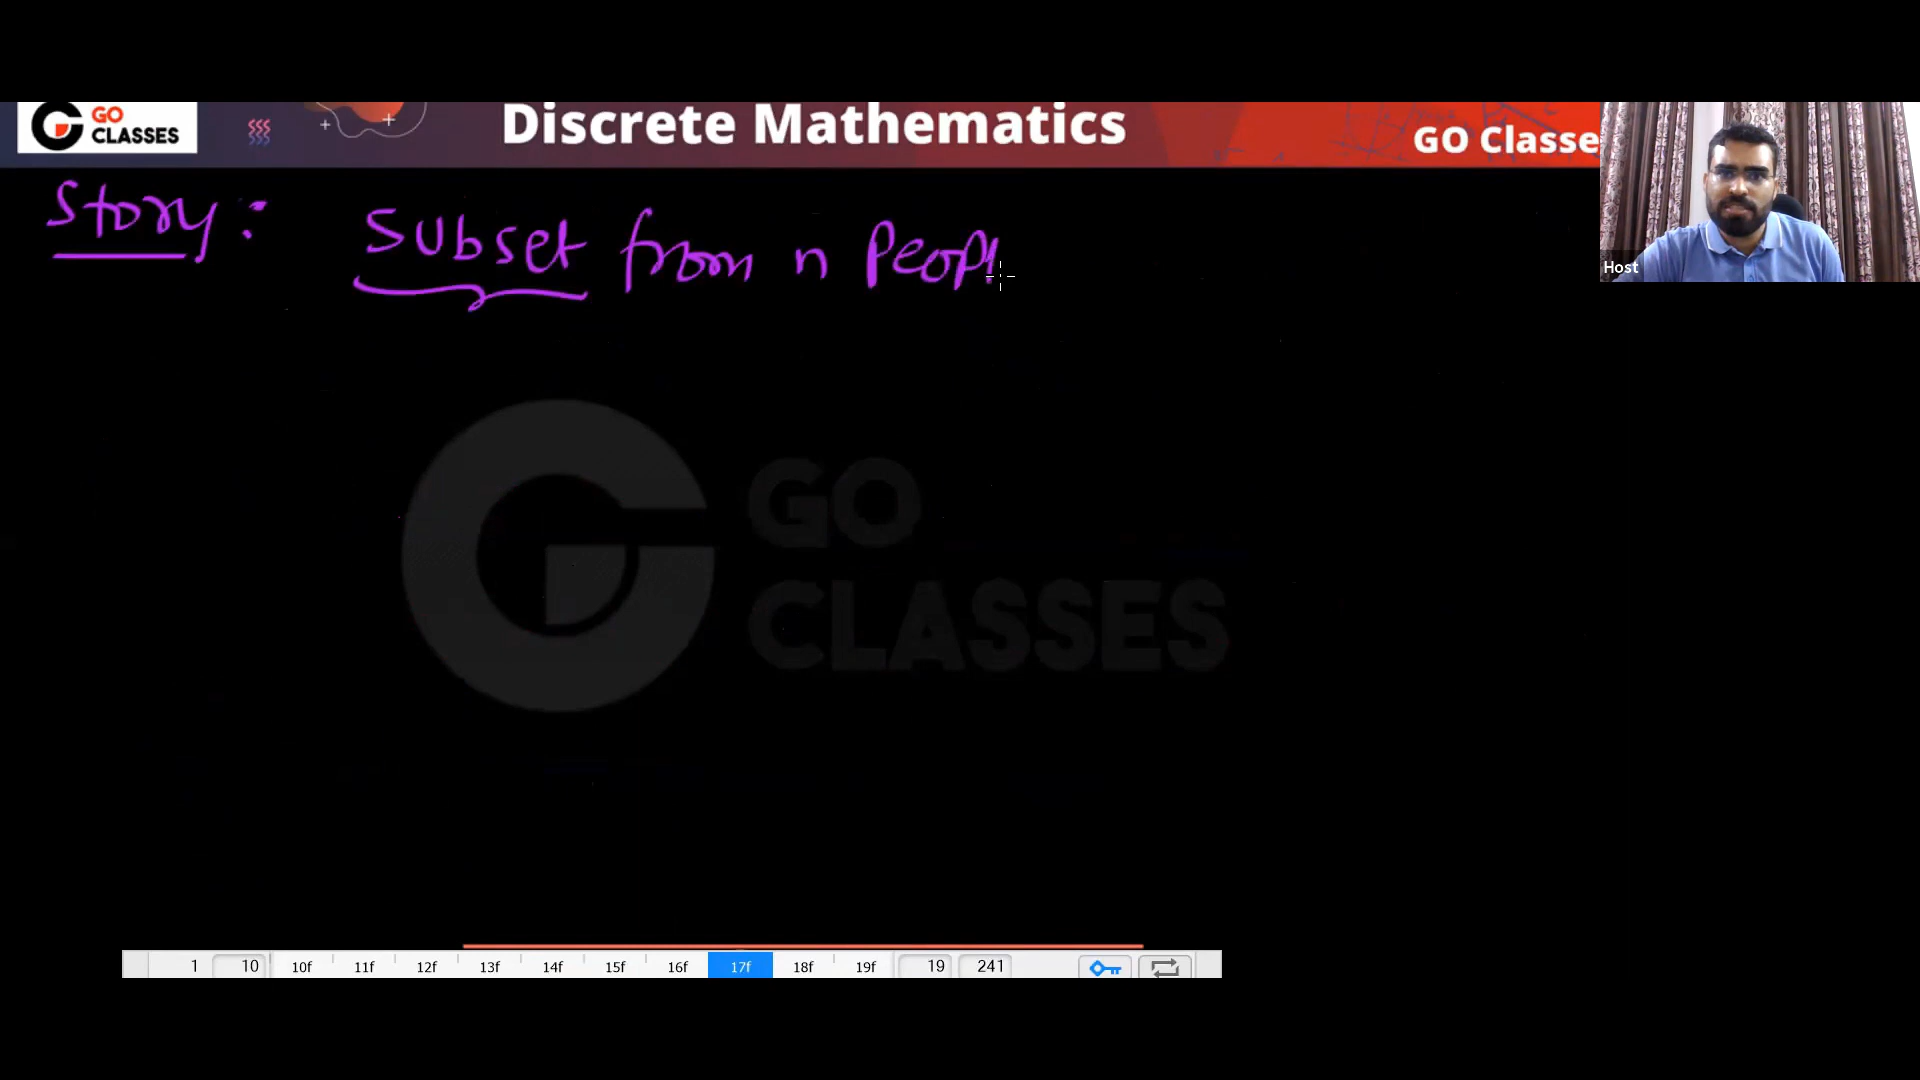 GO
CLASSES
Discrete Mathematics
GO Classe
Host
Story:
Subset from n Peopl
GO
CLASSES
1 10 10f 11f 12f 13f 14f 15f 16f 17f 18f 19f 19 241